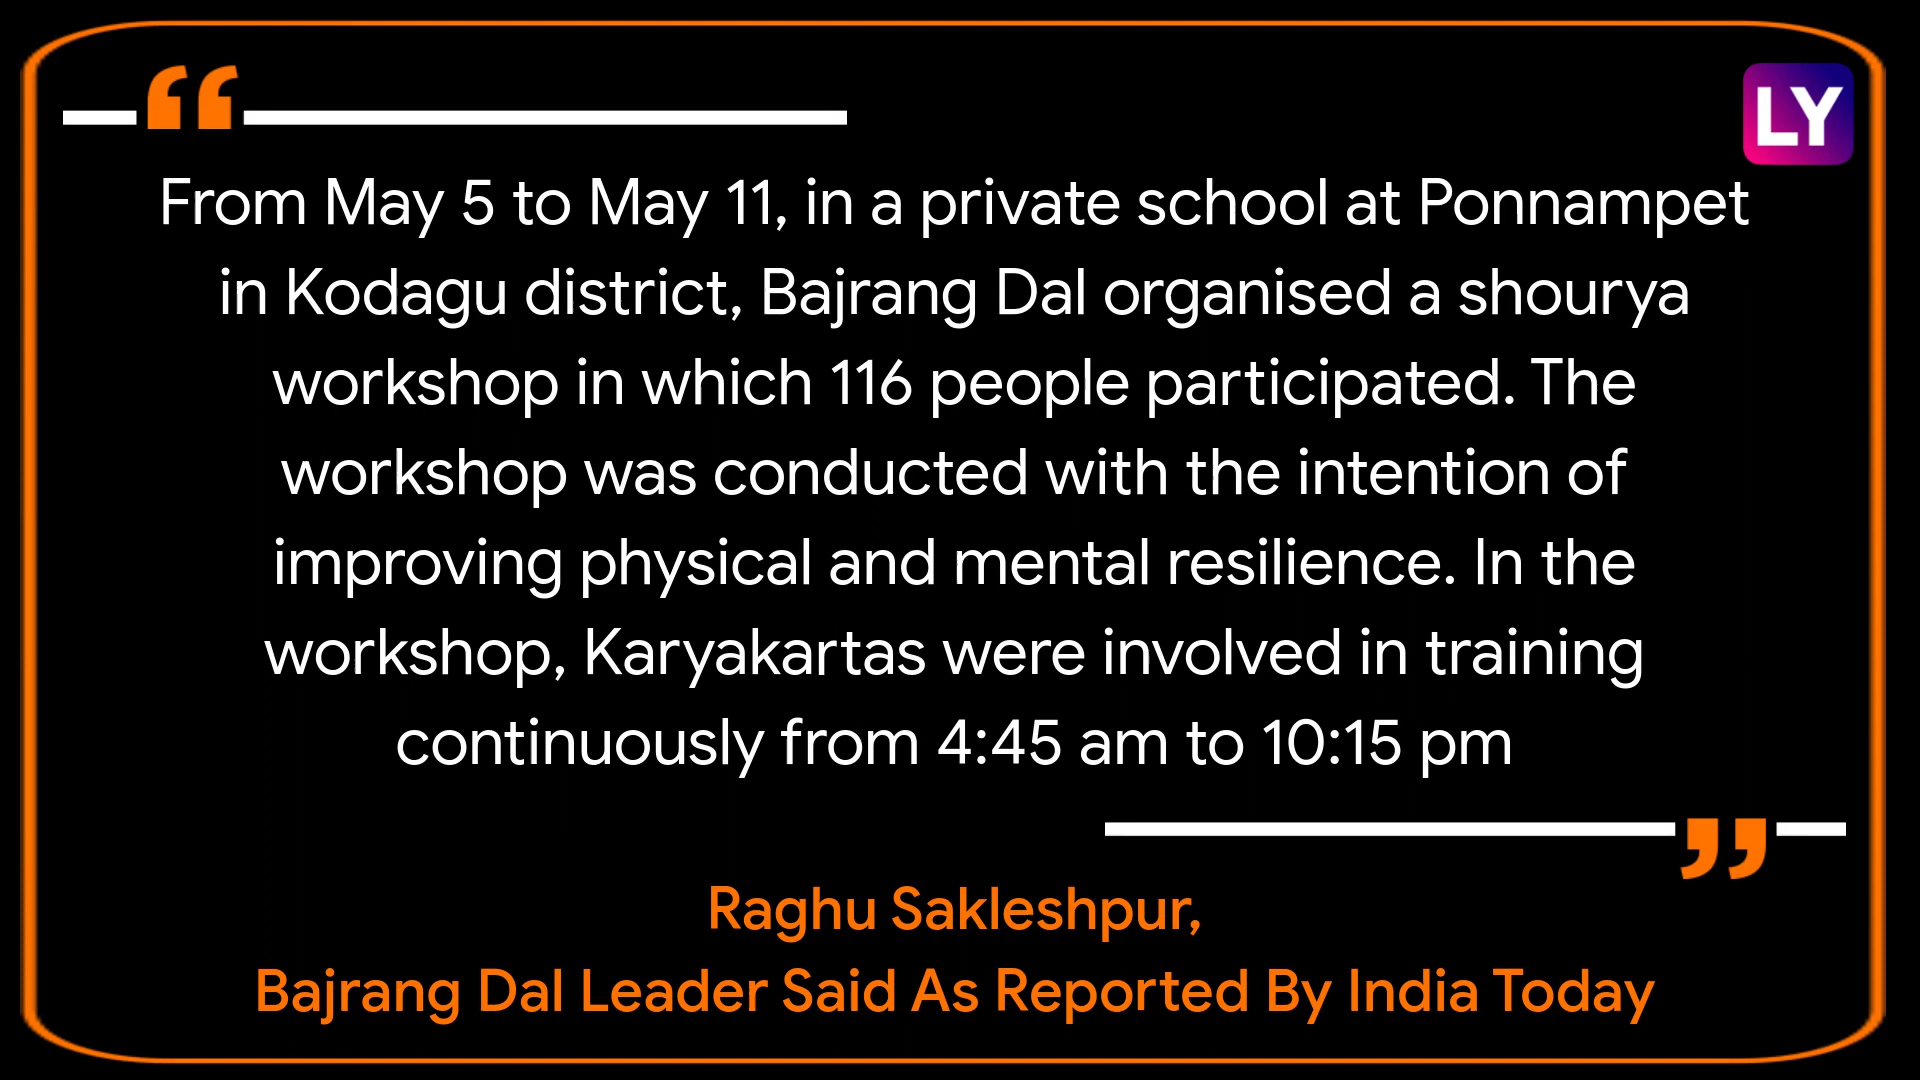 “
LY
From May 5 to May 11, in a private school at Ponnampet
in Kodagu district, Bajrang Dal organised a shourya
workshop in which 116 people participated. The
workshop was conducted with the intention of
improving physical and mental resilience. In the
workshop, Karyakartas were involved in training
continuously from 4:45 am to 10:15 pm
”
Raghu Sakleshpur,
Bajrang Dal Leader Said As Reported By India Today